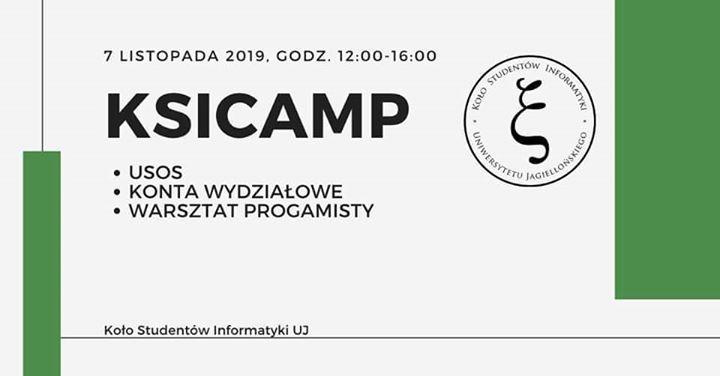 7 LISTOPADA 2019, GODZ. 12:00-16:00
KSICAMP
• USOS
• KONTA WYDZIAŁOWE
• WARSZTAT PROGAMISTY
Koło Studentów Informatyki
ξ
Uniwersytetu Jagiellońskiego
Koło Studentów Informatyki UJ